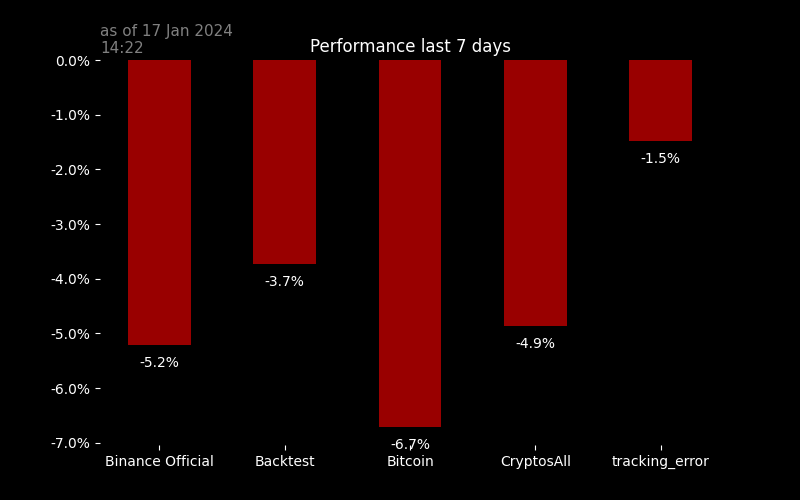 as of 17 Jan 2024
14:22
Performance last 7 days
0.0%
-1.0%
-2.0%
-3.0%
-4.0%
-5.0%
-6.0%
-7.0%
-5.2%
-3.7%
-6.7%
-4.9%
-1.5%
Binance Official
Backtest
Bitcoin
CryptosAll
tracking_error